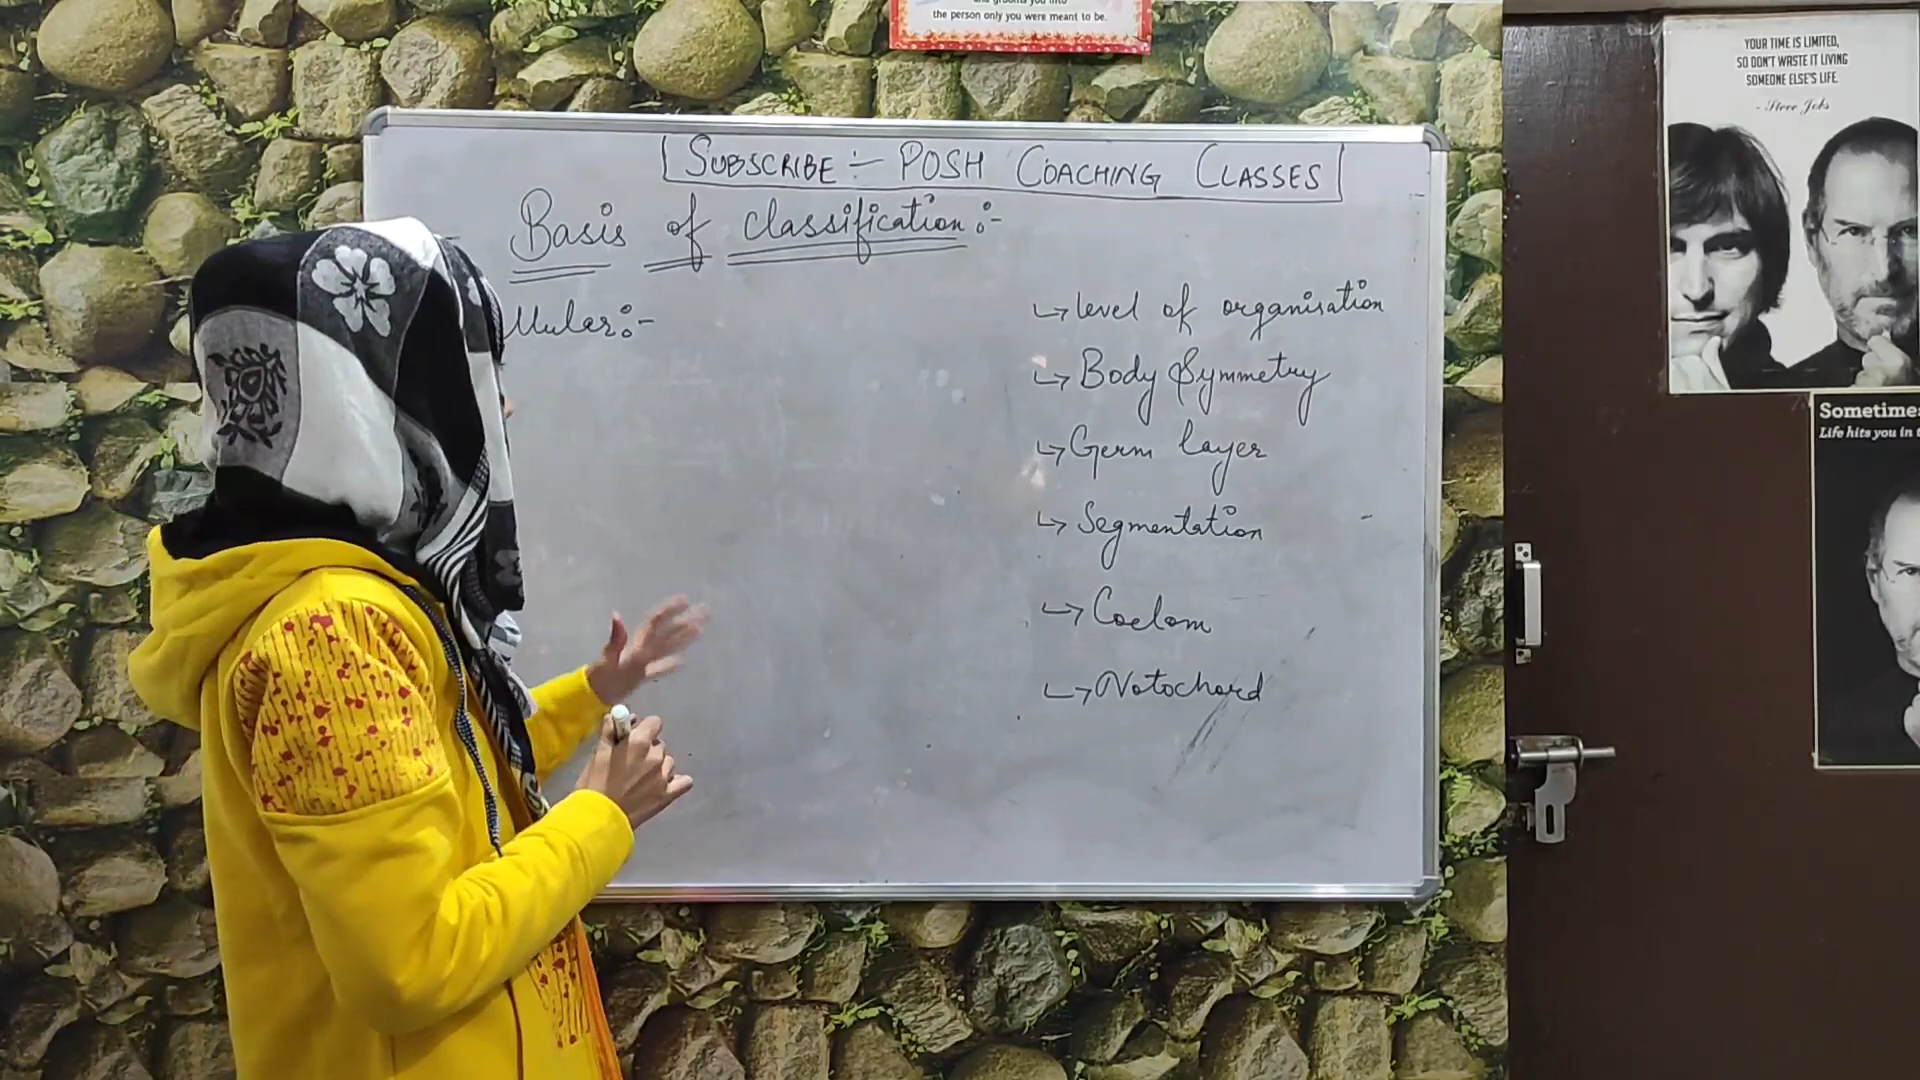 the person only you were meant to be.
SUBSCRIBE :- POSH COACHING CLASSES
Basis of classification :-
llular :-
↳ level of organisation
↳ Body Symmetry
↳ Germ layer
↳ Segmentation
↳ Coelom
↳ Notochord
YOUR TIME IS LIMITED,
SO DON'T WASTE IT LIVING
SOMEONE ELSE'S LIFE.
- Steve Jobs
Sometimes
Life hits you in